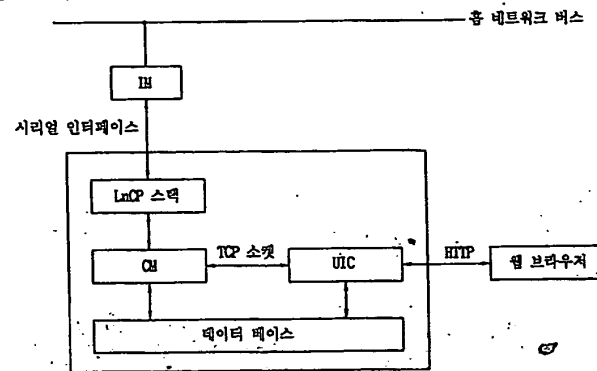 홈 네트워크 버스
IM
시리얼 인터페이스
LnCP 스택
CM
TCP 소켓
UIC
HTTP
웹 브라우저
데이터 베이스